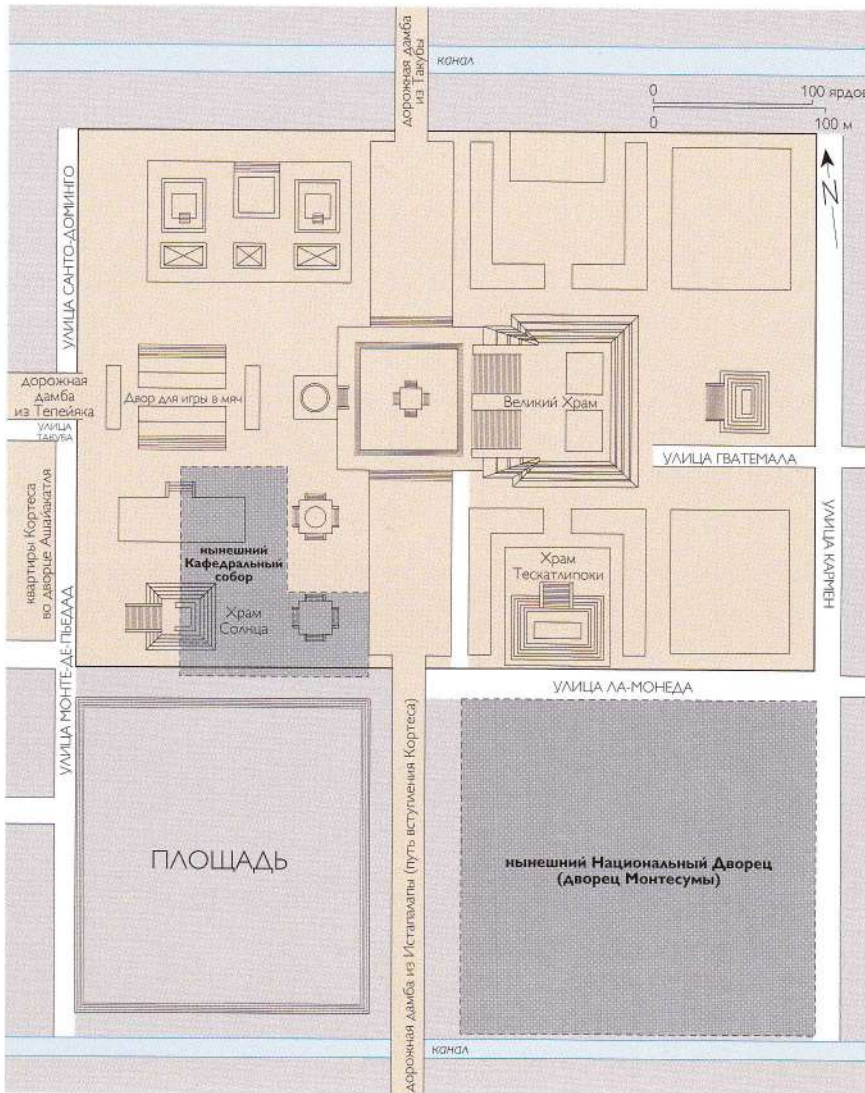 дорожная дамба
из Такубы
канал
0 100 ярдов
0 100 м
N
УЛИЦА САНТО-ДОМИНГО
дорожная
дамба
из Тепейяка
Двор для игры в мяч
Великий Храм
УЛИЦА
ТАКУБА
УЛИЦА ГВАТЕМАЛА
квартиры Кортеса
во дворце Ашайакатля
нынешний
Кафедральный
собор
Храм
Солнца
Храм
Тескатлипоки
УЛИЦА КАРМЕН
УЛИЦА МОНТЕ-ДЕ-ПЬЕДАД
УЛИЦА ЛА-МОНЕДА
ПЛОЩАДЬ
дорожная дамба из Истапалапы (путь вступления Кортеса)
нынешний Национальный Дворец
(дворец Монтесумы)
канал